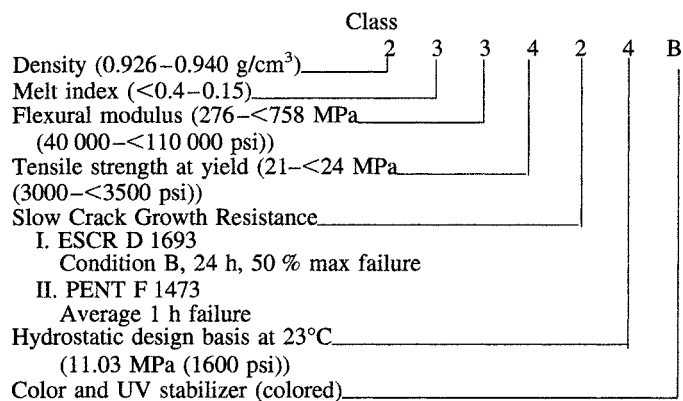 Class
2 3 3 4 2 4 B
Density (0.926–0.940 g/cm³)
Melt index (<0.4–0.15)
Flexural modulus (276–<758 MPa
(40 000–<110 000 psi))
Tensile strength at yield (21–<24 MPa
(3000–<3500 psi))
Slow Crack Growth Resistance
I. ESCR D 1693
Condition B, 24 h, 50 % max failure
II. PENT F 1473
Average 1 h failure
Hydrostatic design basis at 23°C
(11.03 MPa (1600 psi))
Color and UV stabilizer (colored)